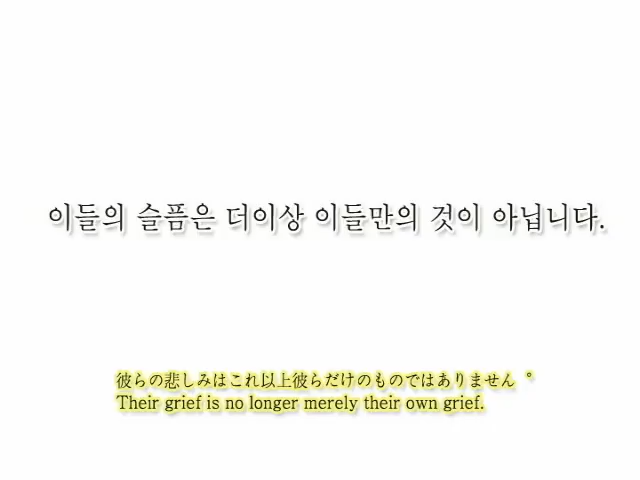 이들의 슬픔은 더이상 이들만의 것이 아닙니다.
彼らの悲しみはこれ以上彼らだけのものではありません。
Their grief is no longer merely their own grief.